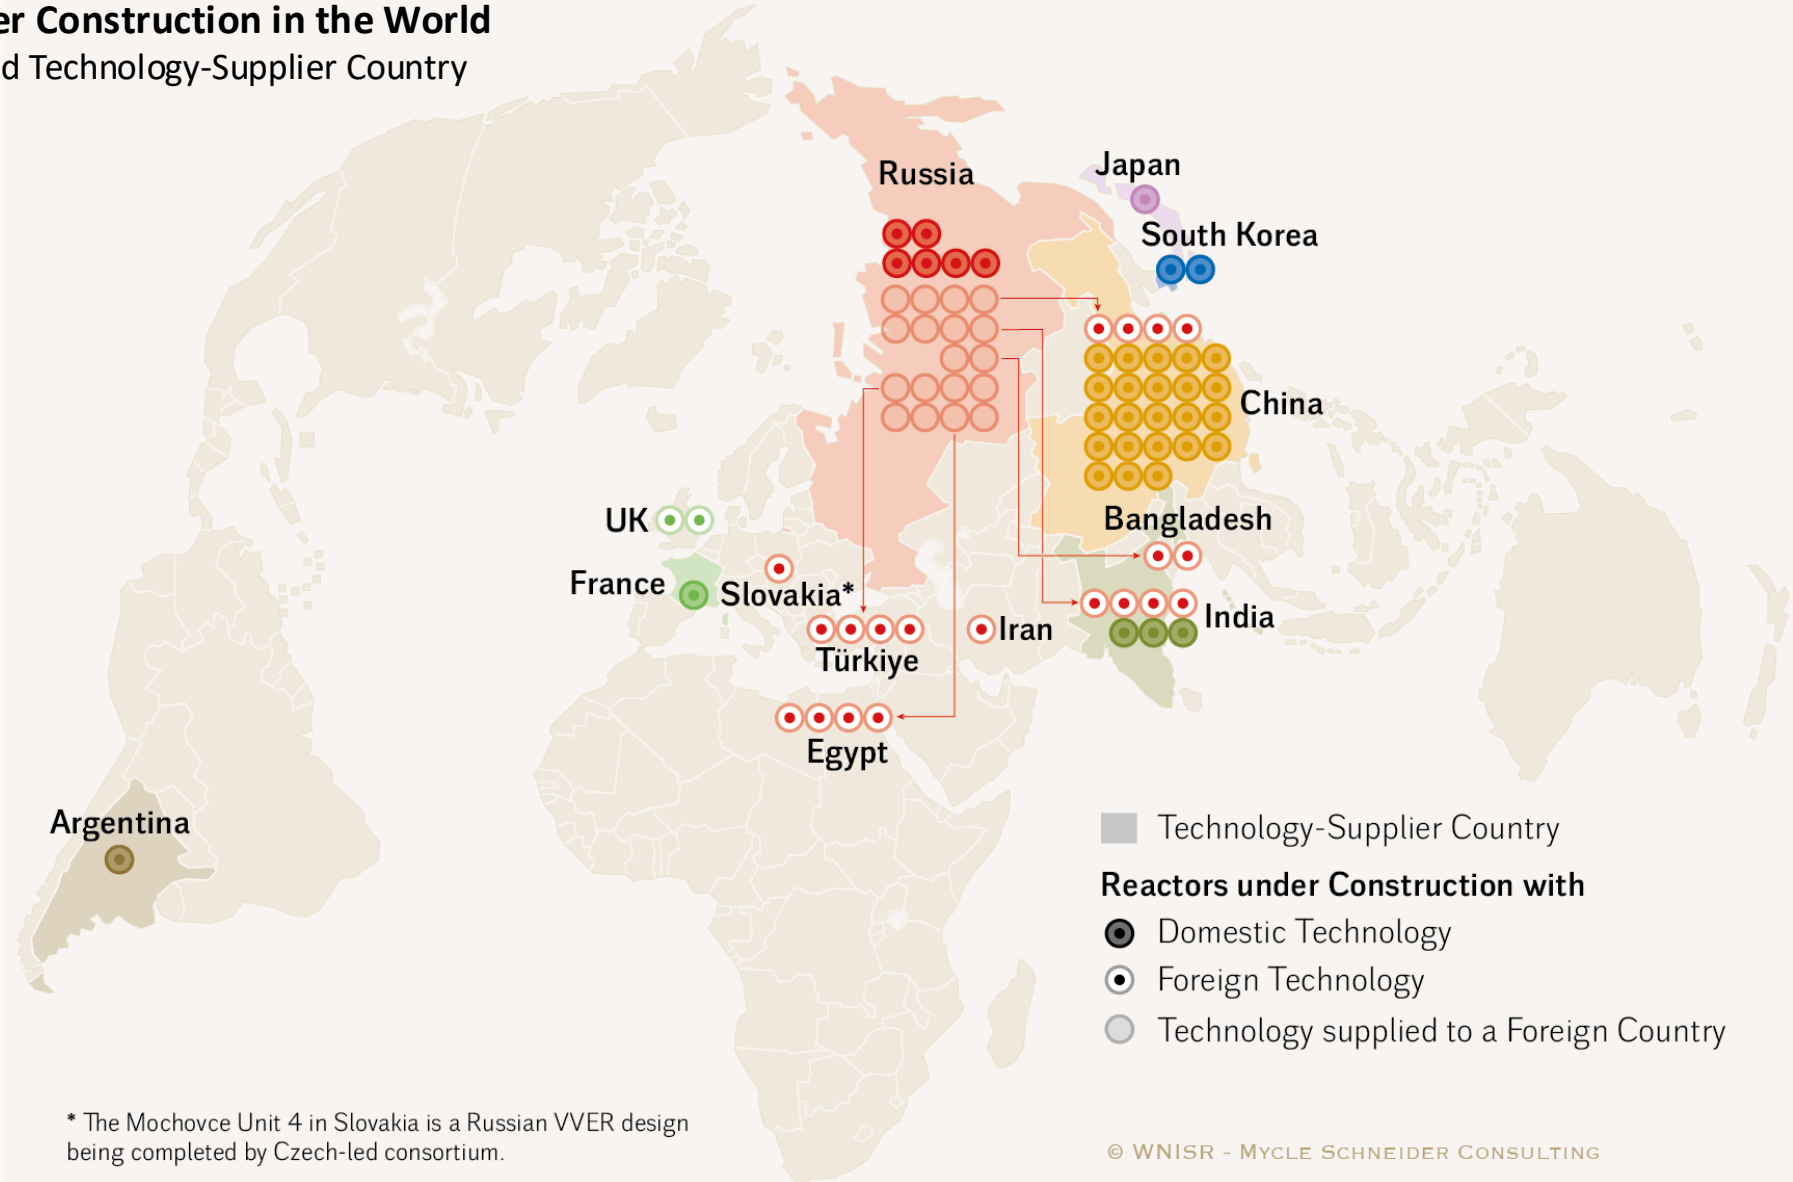 er Construction in the World
d Technology-Supplier Country
Russia
Japan
South Korea
China
Bangladesh
UK
France
Slovakia*
India
Iran
Türkiye
Egypt
Argentina
Technology-Supplier Country
Reactors under Construction with
Domestic Technology
Foreign Technology
Technology supplied to a Foreign Country
* The Mochovce Unit 4 in Slovakia is a Russian VVER design
being completed by Czech-led consortium.
© WNISR - Mycle Schneider Consulting